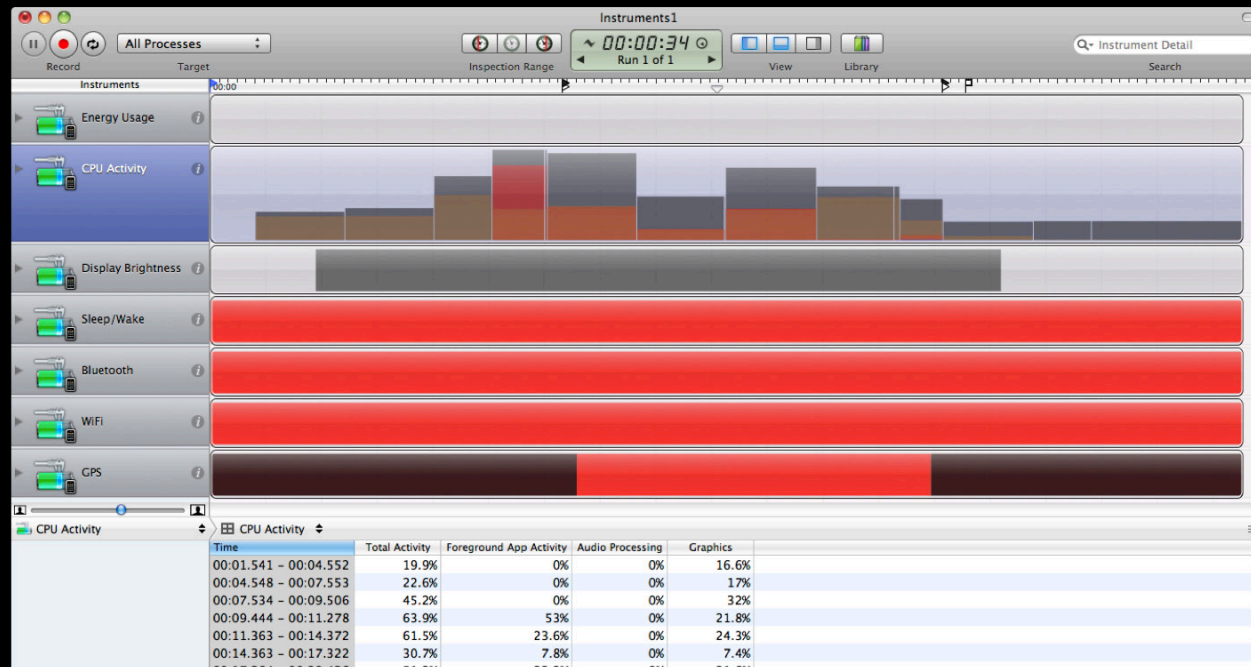 Instruments1
All Processes
00:00:34
Run 1 of 1
Instrument Detail
Record Target Inspection Range View Library Search
Instruments
00:00
Energy Usage
CPU Activity
Display Brightness
Sleep/Wake
Bluetooth
WiFi
GPS
CPU Activity CPU Activity
Time Total Activity Foreground App Activity Audio Processing Graphics
00:01.541 – 00:04.552 19.9% 0% 0% 16.6%
00:04.548 – 00:07.553 22.6% 0% 0% 17%
00:07.534 – 00:09.506 45.2% 0% 0% 32%
00:09.444 – 00:11.278 63.9% 53% 0% 21.8%
00:11.363 – 00:14.372 61.5% 23.6% 0% 24.3%
00:14.363 – 00:17.322 30.7% 7.8% 0% 7.4%